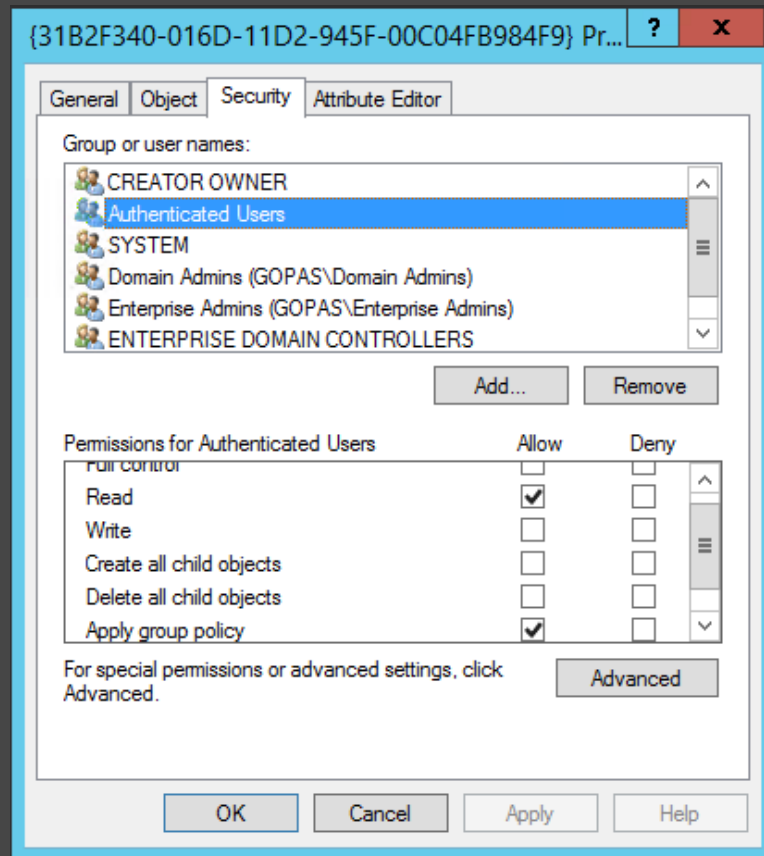 {31B2F340-016D-11D2-945F-00C04FB984F9} Pr... ? x
General Object Security Attribute Editor
Group or user names:
CREATOR OWNER
Authenticated Users
SYSTEM
Domain Admins (GOPAS\Domain Admins)
Enterprise Admins (GOPAS\Enterprise Admins)
ENTERPRISE DOMAIN CONTROLLERS
Add... Remove
Permissions for Authenticated Users Allow Deny
Full control
Read
Write
Create all child objects
Delete all child objects
Apply group policy
For special permissions or advanced settings, click
Advanced.
Advanced
OK Cancel Apply Help